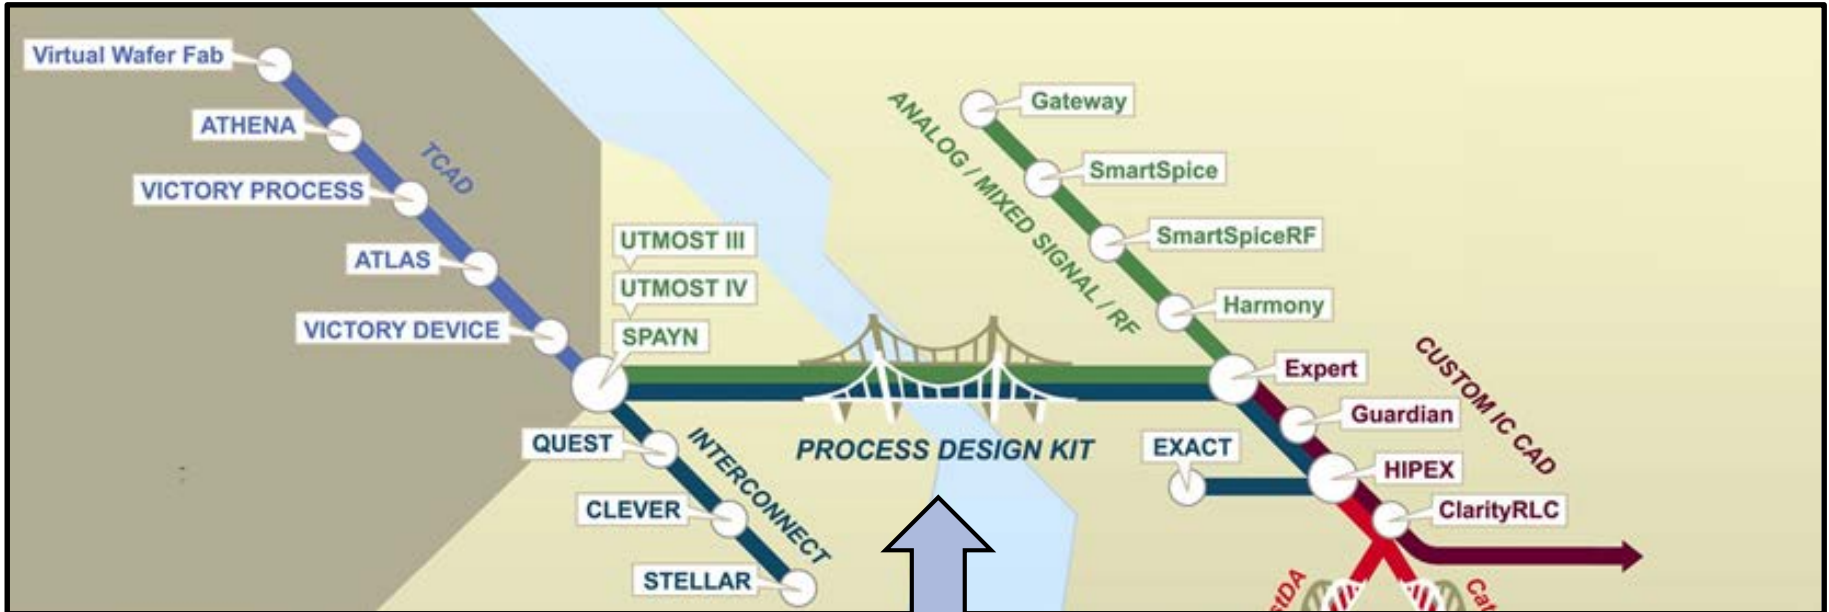 Virtual Wafer Fab
ATHENA
VICTORY PROCESS
ATLAS
VICTORY DEVICE
TCAD
UTMOST III
UTMOST IV
SPAYN
QUEST
CLEVER
STELLAR
INTERCONNECT
PROCESS DESIGN KIT
ANALOG / MIXED SIGNAL / RF
Gateway
SmartSpice
SmartSpiceRF
Harmony
Expert
Guardian
HIPEX
ClarityRLC
EXACT
CUSTOM IC CAD